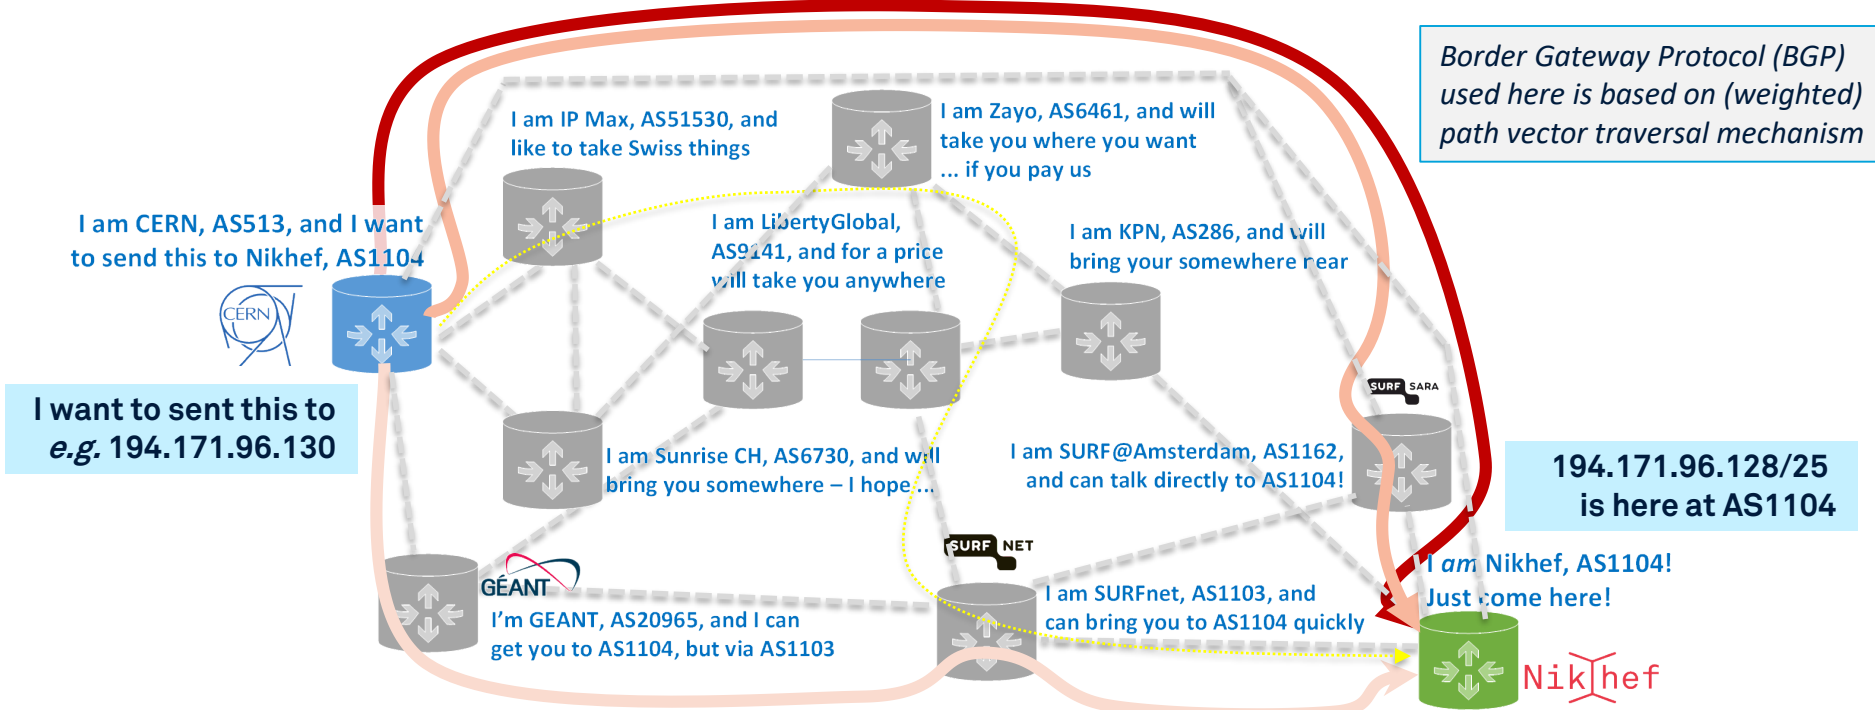 Border Gateway Protocol (BGP)
used here is based on (weighted)
path vector traversal mechanism
I am IP Max, AS51530, and
like to take Swiss things
I am Zayo, AS6461, and will
take you where you want
... if you pay us
I am CERN, AS513, and I want
to send this to Nikhef, AS1104
CERN
I am LibertyGlobal,
AS9141, and for a price
will take you anywhere
I am KPN, AS286, and will
bring your somewhere near
I want to sent this to
e.g. 194.171.96.130
SURF SARA
I am Sunrise CH, AS6730, and will
bring you somewhere – I hope ...
I am SURF@Amsterdam, AS1162,
and can talk directly to AS1104!
194.171.96.128/25
is here at AS1104
SURF NET
GÉANT
I'm GEANT, AS20965, and I can
get you to AS1104, but via AS1103
I am SURFnet, AS1103, and
can bring you to AS1104 quickly
I am Nikhef, AS1104!
Just come here!
Nikhef